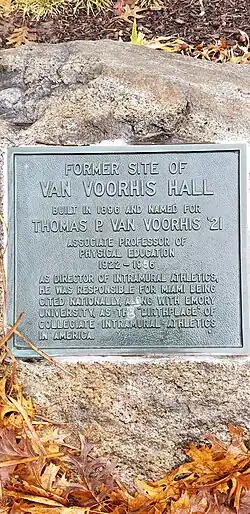 FORMER SITE OF
VAN VOORHIS HALL
BUILT IN 1896 AND NAMED FOR
THOMAS P. VAN VOORHIS '21
ASSOCIATE PROFESSOR OF
PHYSICAL EDUCATION
1922 - 1966
AS DIRECTOR OF INTRAMURAL ATHLETICS,
HE WAS RESPONSIBLE FOR MIAMI BEING
CITED NATIONALLY, ALONG WITH EMORY
UNIVERSITY, AS THE "BIRTHPLACE" OF
COLLEGIATE INTRAMURAL ATHLETICS
IN AMERICA.